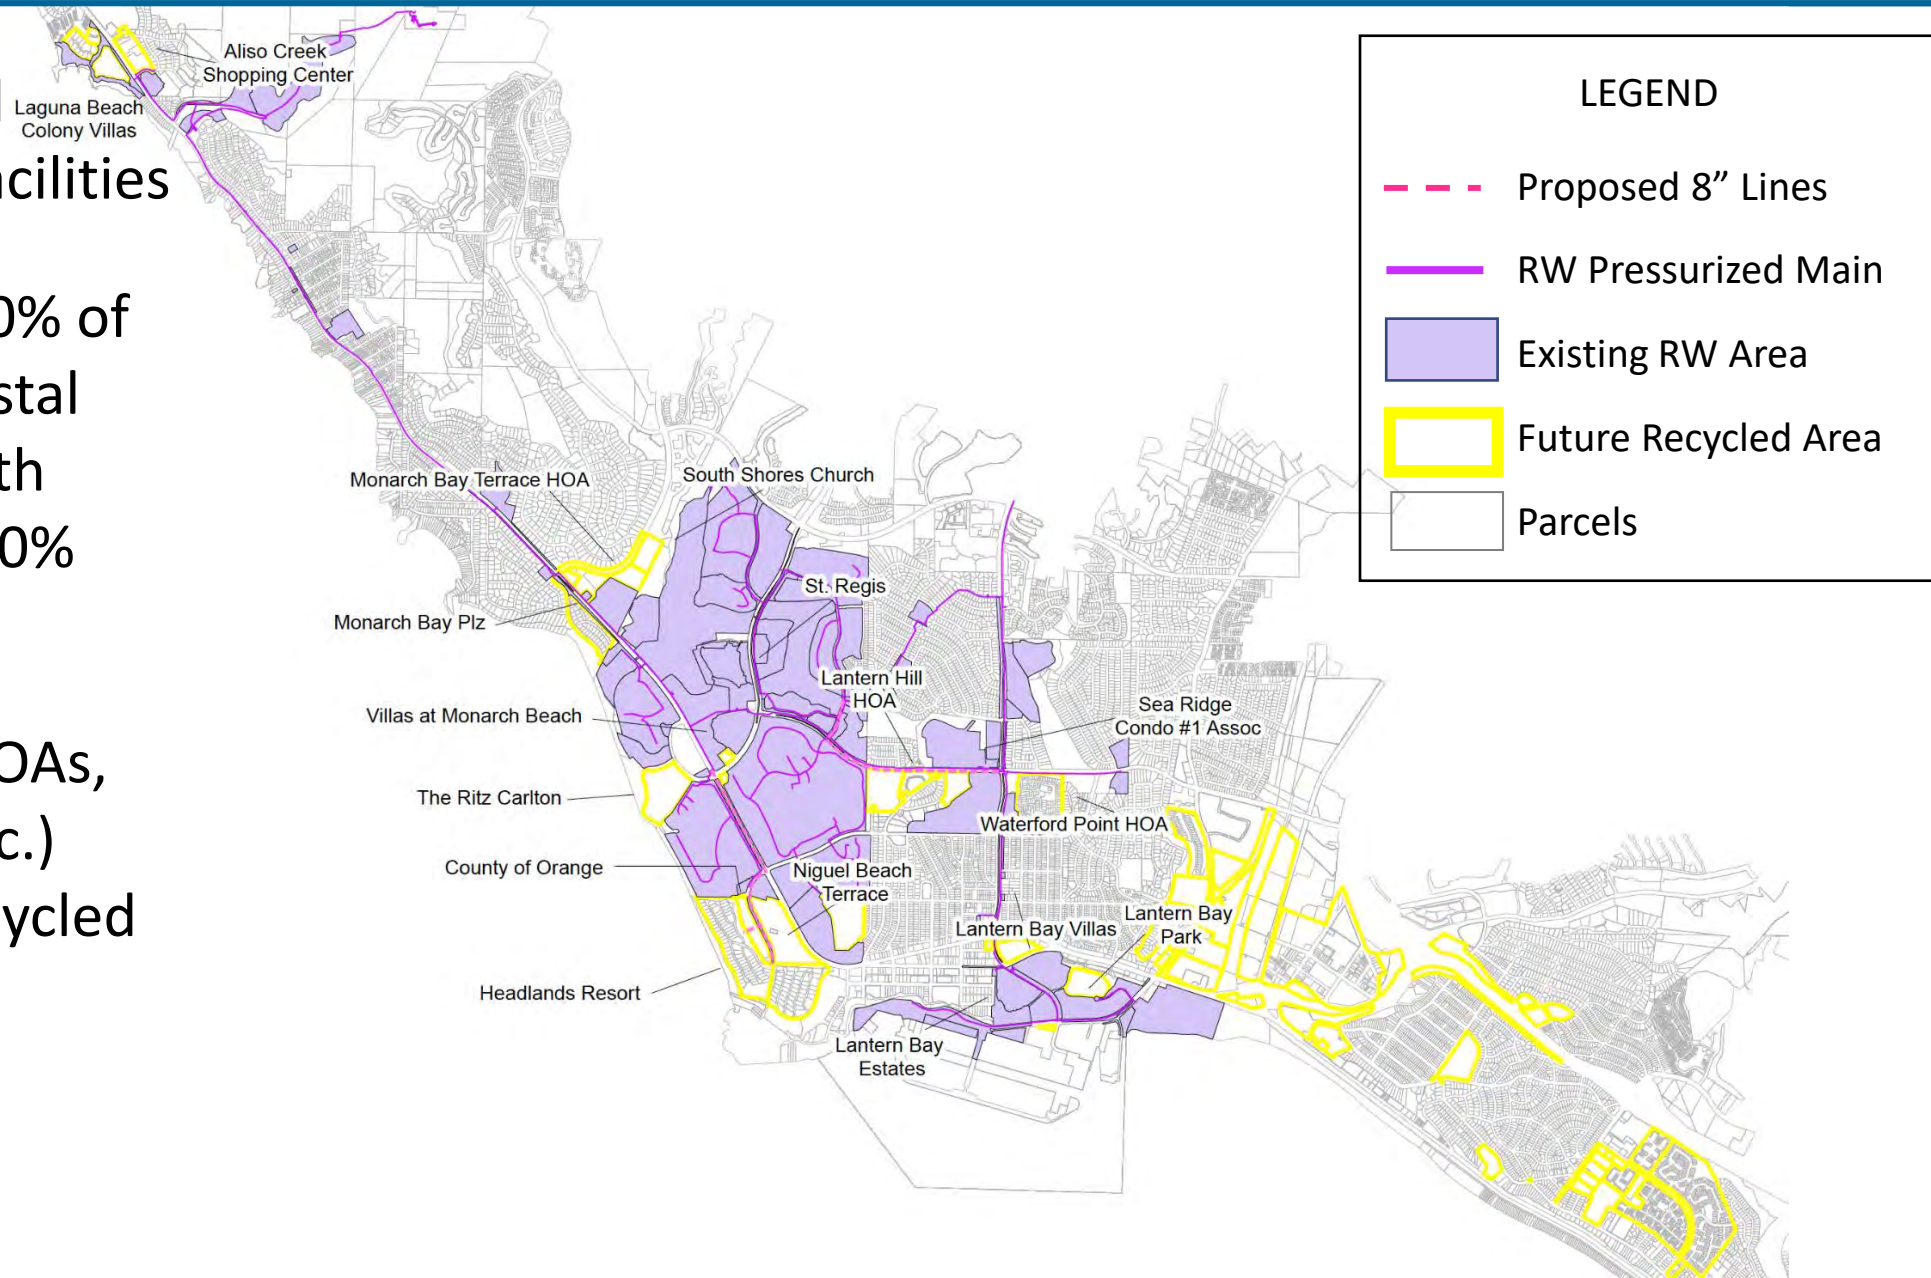 acilities
0% of
stal
th
0%
OAs,
c.)
ycled
Aliso Creek
Shopping Center
Laguna Beach
Colony Villas
Monarch Bay Terrace HOA
South Shores Church
St. Regis
Monarch Bay Plz
Lantern Hill
HOA
Villas at Monarch Beach
Sea Ridge
Condo #1 Assoc
The Ritz Carlton
Waterford Point HOA
County of Orange
Niguel Beach
Terrace
Lantern Bay Villas
Lantern Bay
Park
Headlands Resort
Lantern Bay
Estates
LEGEND
Proposed 8” Lines
RW Pressurized Main
Existing RW Area
Future Recycled Area
Parcels